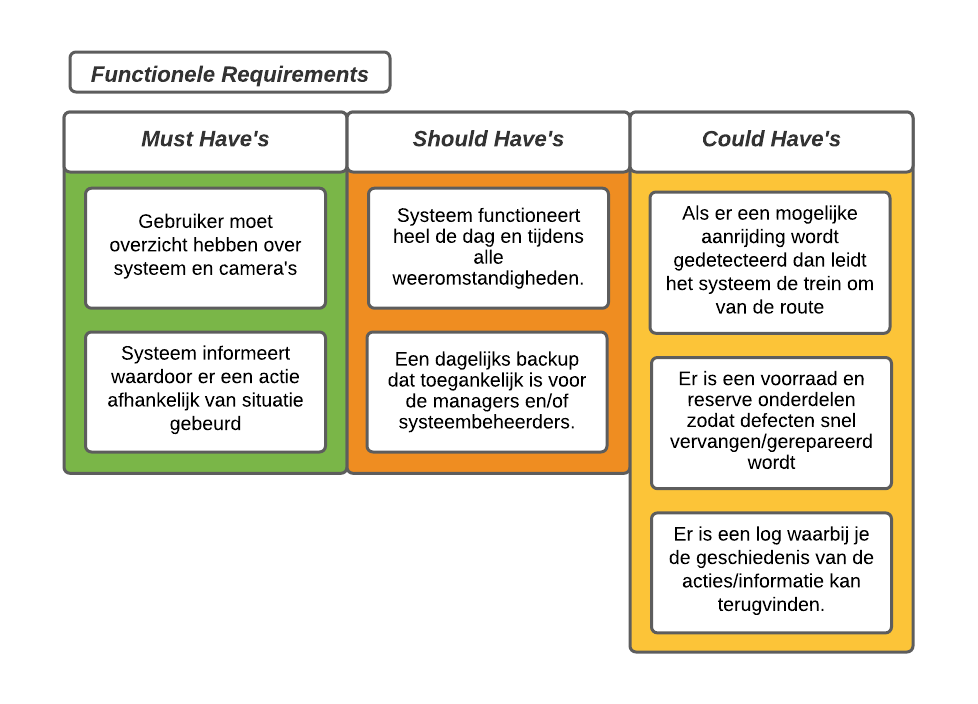 Functionele Requirements
Must Have's
Should Have's
Could Have's
Gebruiker moet
overzicht hebben over
systeem en camera's
Systeem informeert
waardoor er een actie
afhankelijk van situatie
gebeurd
Systeem functioneert
heel de dag en tijdens
alle
weeromstandigheden.
Een dagelijks backup
dat toegankelijk is voor
de managers en/of
systeembeheerders.
Als er een mogelijke
aanrijding wordt
gedetecteerd dan leidt
het systeem de trein om
van de route
Er is een voorraad en
reserve onderdelen
zodat defecten snel
vervangen/gerepareerd
wordt
Er is een log waarbij je
de geschiedenis van de
acties/informatie kan
terugvinden.